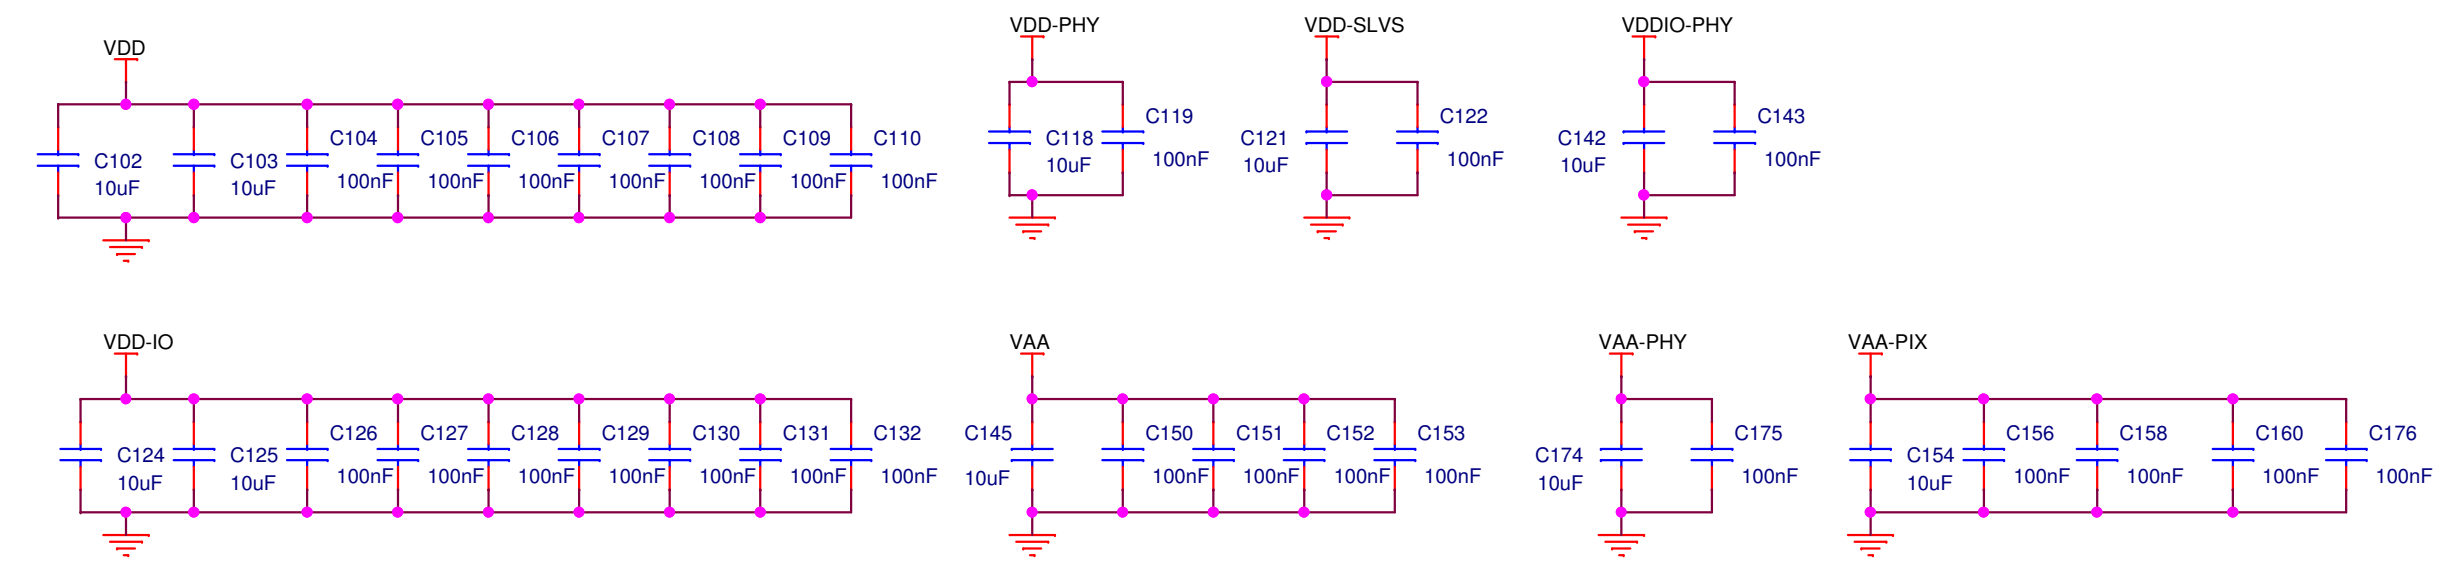 VDD-PHY
VDD-SLVS
VDDIO-PHY
VDD
C119
C122
C143
C104
C105
C106
C107
C108
C109
C110
C118
C121
C142
C102
C103
10uF
10uF
10uF
100nF
100nF
100nF
10uF
10uF
100nF
100nF
100nF
100nF
100nF
100nF
100nF
VDD-IO
VAA
VAA-PHY
VAA-PIX
C126
C127
C128
C129
C130
C131
C132
C145
C150
C151
C152
C153
C175
C156
C158
C160
C176
C124
C125
C174
C154
10uF
10uF
100nF
100nF
100nF
100nF
100nF
100nF
100nF
10uF
100nF
100nF
100nF
100nF
10uF
100nF
10uF
100nF
100nF
100nF
100nF